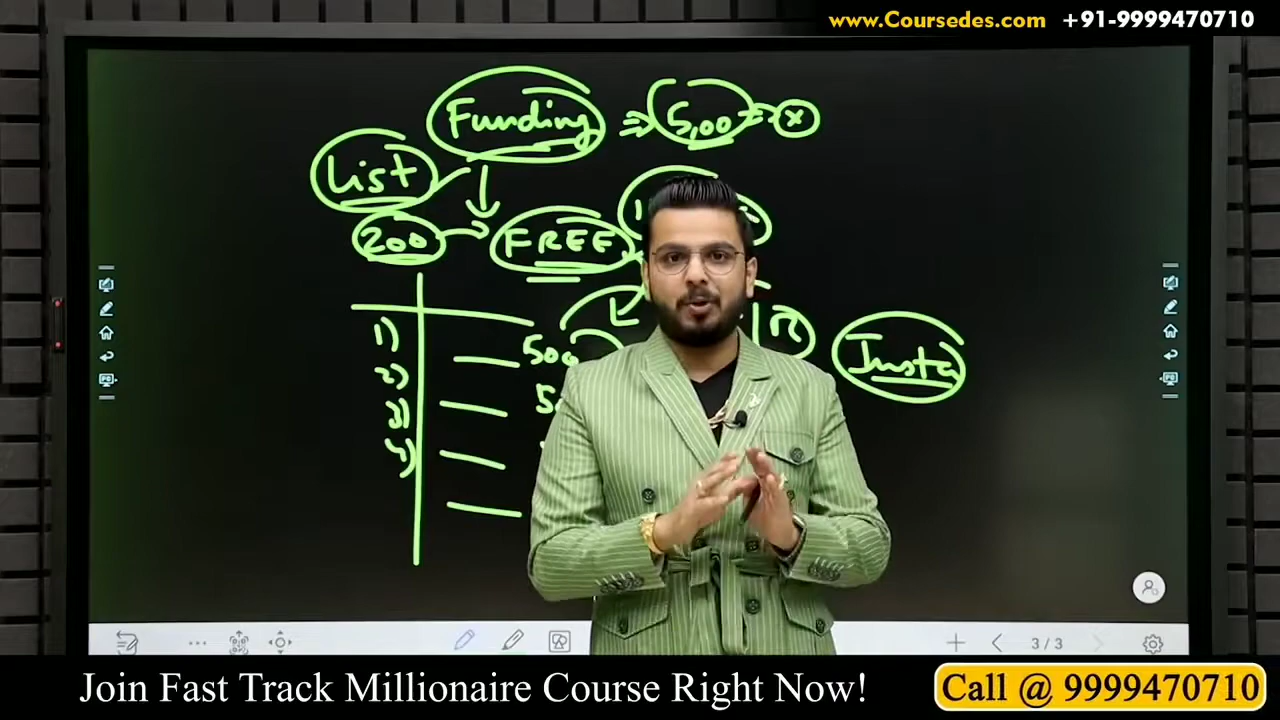 www.Coursedes.com +91-9999470710
Funding ⇒ 5,00 ⇒ x
List
200 FREE
1) 500
2)
3)
4)
Insta
3/3
Join Fast Track Millionaire Course Right Now!
Call @ 9999470710